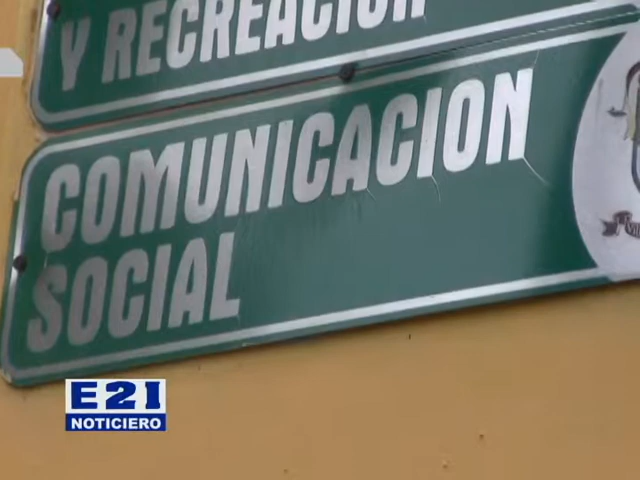 Y RECREACION
COMUNICACION
SOCIAL
E21
NOTICIERO